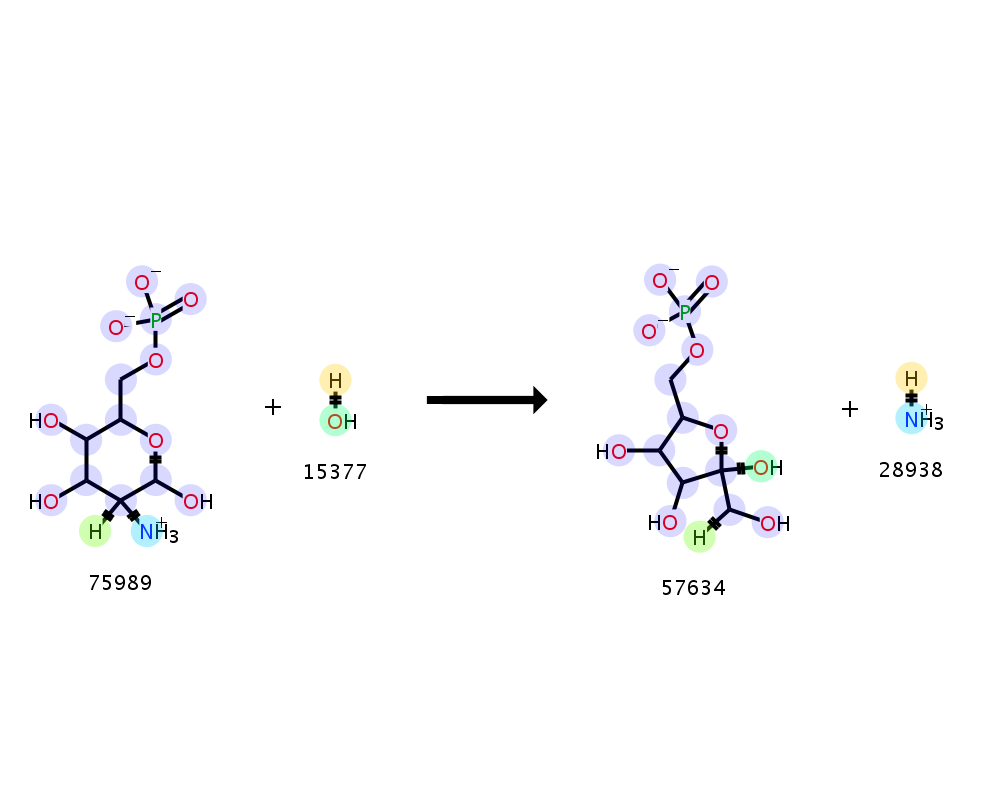 O− O− P O O
HO O
HO OH
H NH3+
75989
+
H
OH
15377
O− O− P O O
O
HO OH
HO OH
H
57634
+
H
NH3+
28938